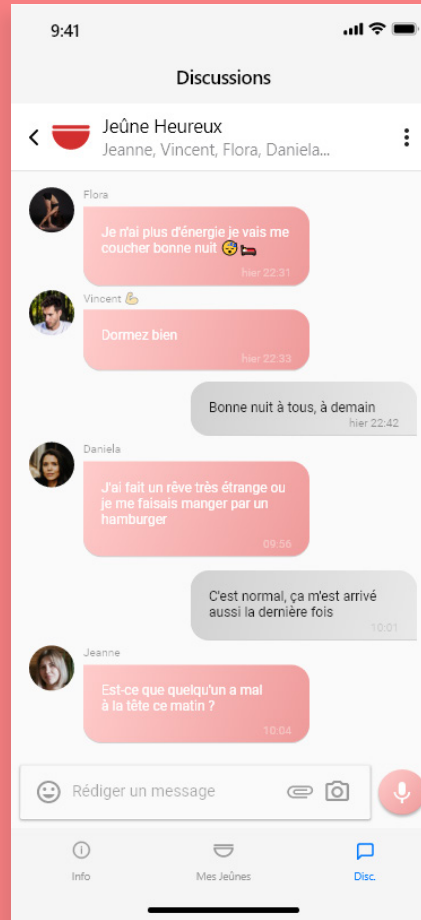 9:41
Discussions
Jeûne Heureux
Jeanne, Vincent, Flora, Daniela...
Flora
Je n'ai plus d'énergie je vais me
coucher bonne nuit 😴🛏️
hier 22:31
Vincent 💪🏼
Dormez bien
hier 22:33
Bonne nuit à tous, à demain
hier 22:42
Daniela
J'ai fait un rêve très étrange ou
je me faisais manger par un
hamburger
09:56
C'est normal, ça m'est arrivé
aussi la dernière fois
10:01
Jeanne
Est-ce que quelqu'un a mal
à la tête ce matin ?
10:04
Rédiger un message
Info
Mes Jeûnes
Disc.